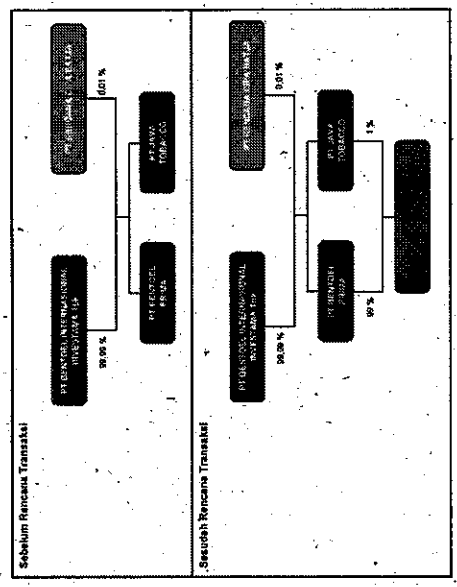 Sebelum Rencana Transaksi
PT BENTOEL INTERNASIONAL
INVESTAMA Tbk
99,99 %
0,01 %
PT BENTOEL
PRIMA
PT JAVA
TOBACCO
Sesudah Rencana Transaksi
PT BENTOEL INTERNASIONAL
INVESTAMA Tbk
99,99 %
0,01 %
PT BENTOEL
PRIMA
PT JAVA
TOBACCO
99 %
1 %